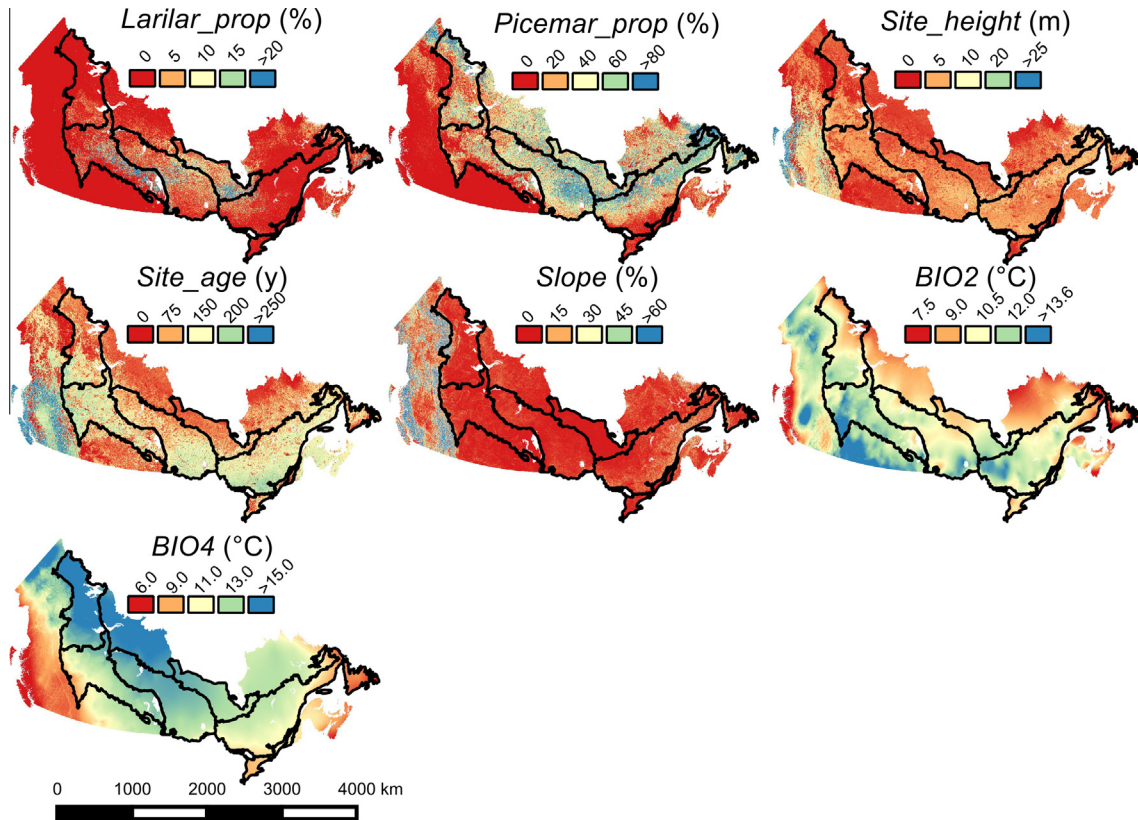 Larilar_prop (%)
0 5 10 15 >20
Picemar_prop (%)
0 20 40 60 >80
Site_height (m)
0 5 10 20 >25
Site_age (y)
0 75 150 200 >250
Slope (%)
0 15 30 45 >60
BIO2 (°C)
7.5 9.0 10.5 12.0 >13.6
BIO4 (°C)
6.0 9.0 11.0 13.0 >15.0
0 1000 2000 3000 4000 km